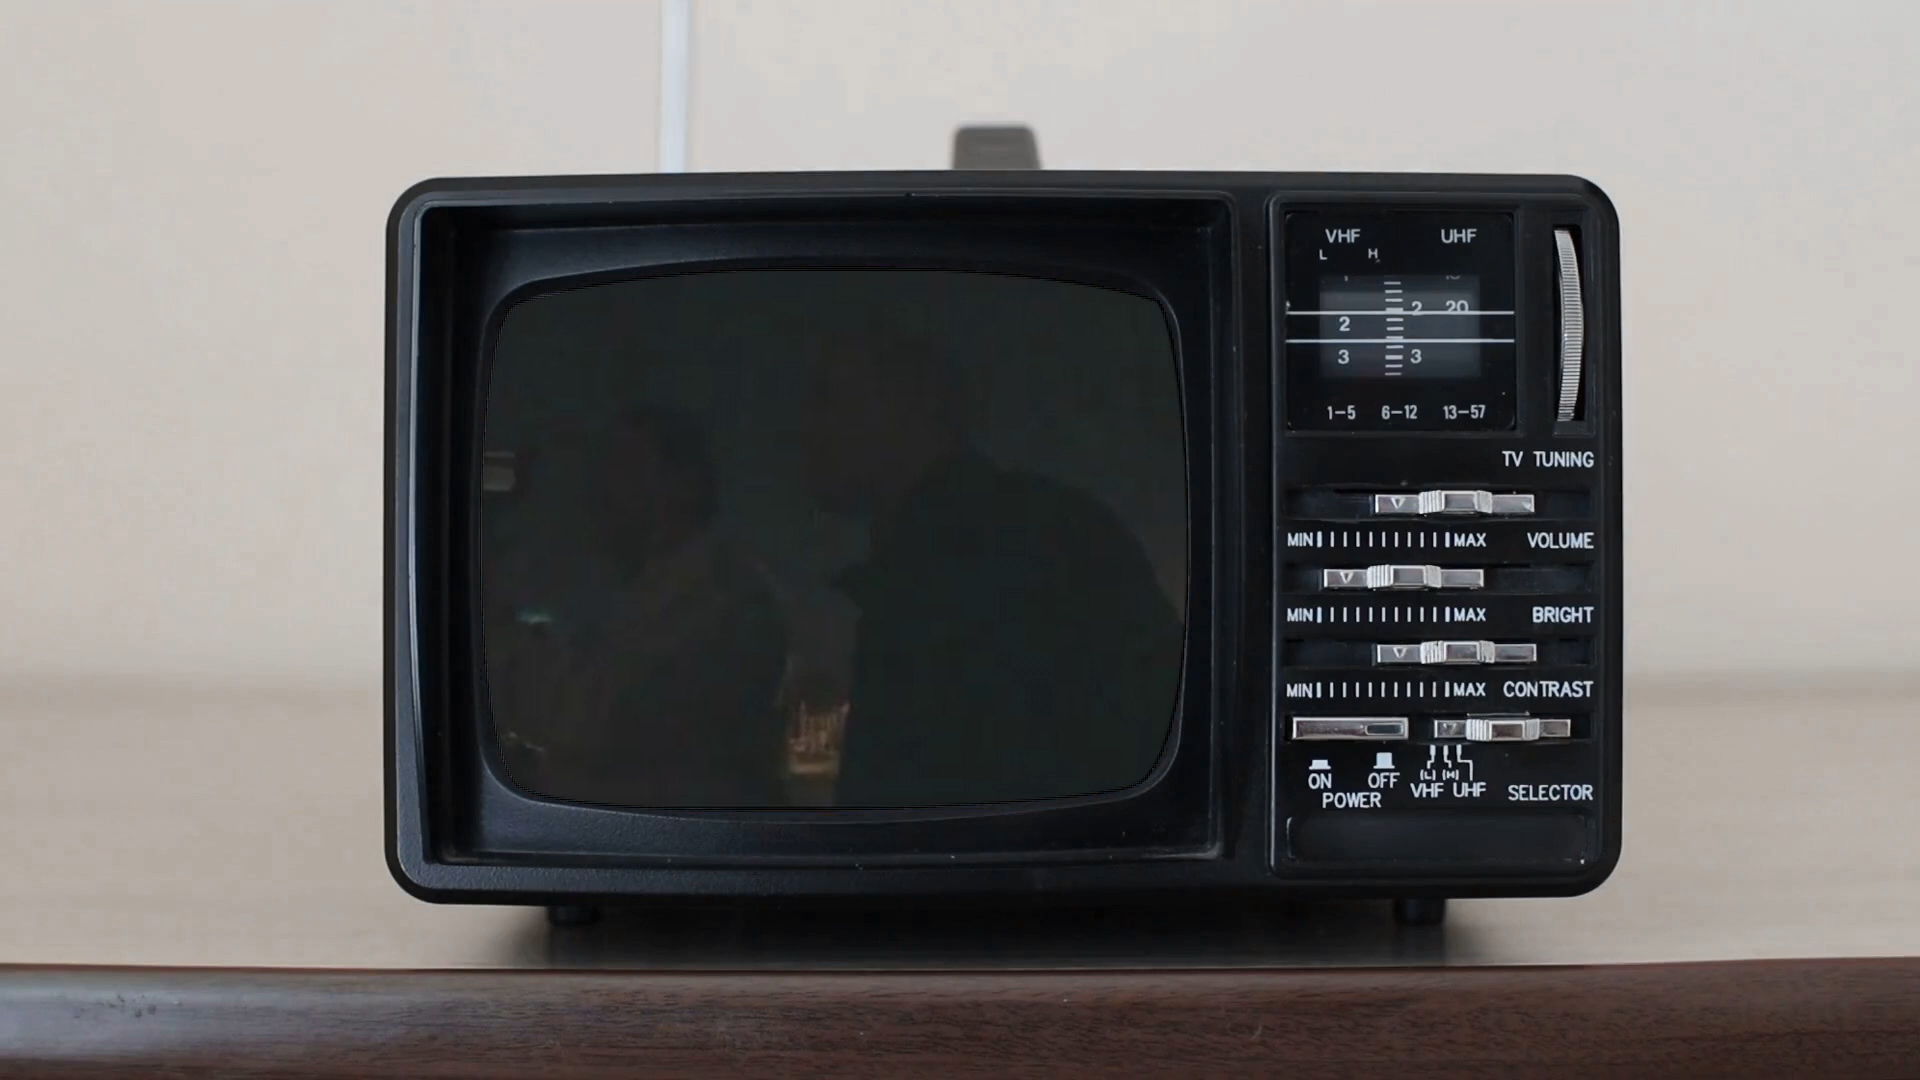 VHF UHF
L H
2 20
2
3 3
1-5 6-12 13-57
TV TUNING
MIN MAX VOLUME
MIN MAX BRIGHT
MIN MAX CONTRAST
ON OFF (L) (H)
VHF UHF
POWER
SELECTOR